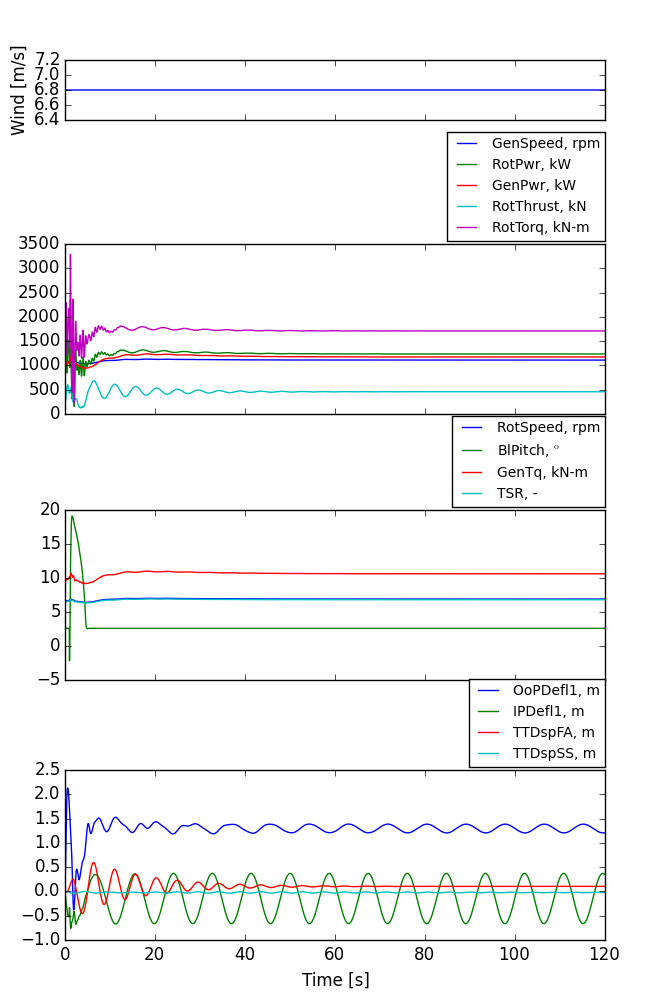 Wind [m/s]
7.2
7.0
6.8
6.6
6.4
GenSpeed, rpm
RotPwr, kW
GenPwr, kW
RotThrust, kN
RotTorq, kN-m
3500
3000
2500
2000
1500
1000
500
0
RotSpeed, rpm
BlPitch, °
GenTq, kN-m
TSR, -
20
15
10
5
0
−5
OoPDefl1, m
IPDefl1, m
TTDspFA, m
TTDspSS, m
2.5
2.0
1.5
1.0
0.5
0.0
−0.5
−1.0
0 20 40 60 80 100 120
Time [s]